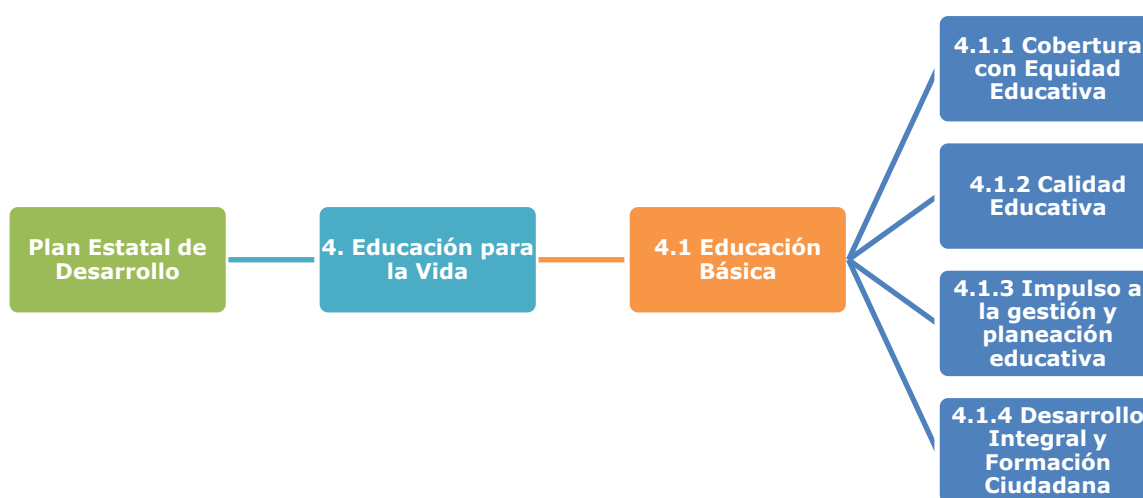 Plan Estatal de
Desarrollo
4. Educación para
la Vida
4.1 Educación
Básica
4.1.1 Cobertura
con Equidad
Educativa
4.1.2 Calidad
Educativa
4.1.3 Impulso a
la gestión y
planeación
educativa
4.1.4 Desarrollo
Integral y
Formación
Ciudadana